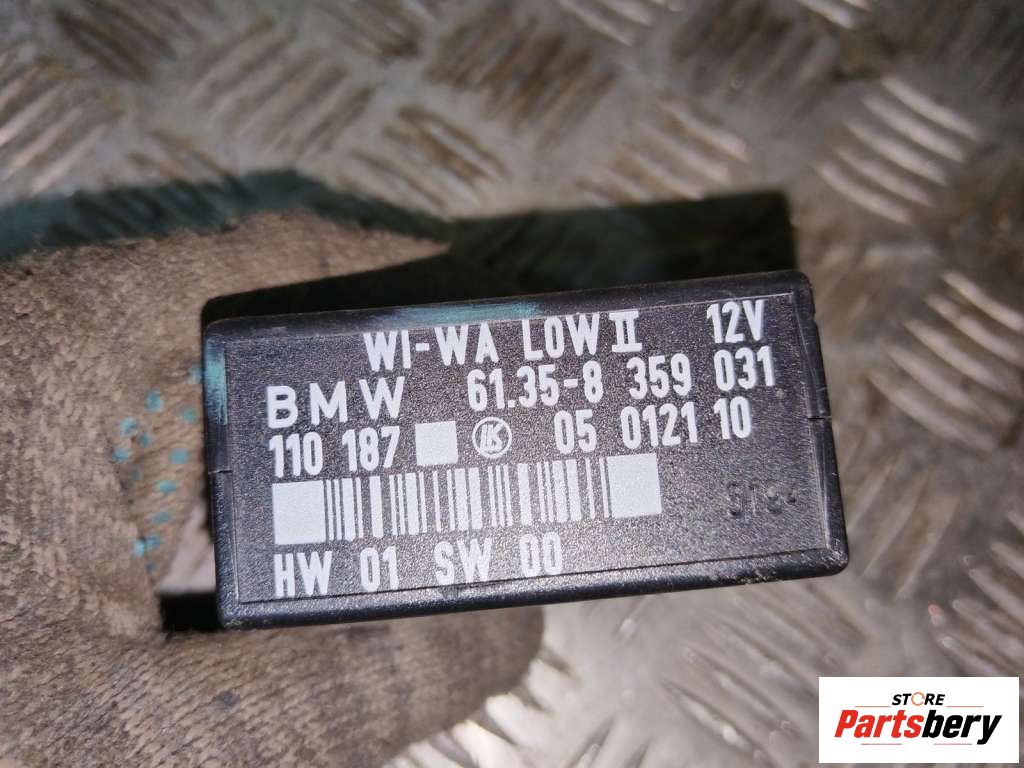 WI-WA LOW II 12V
BMW 61.35-8 359 031
110 187 LK 05 0121 10
HW 01 SW 00
STORE
Partsbery